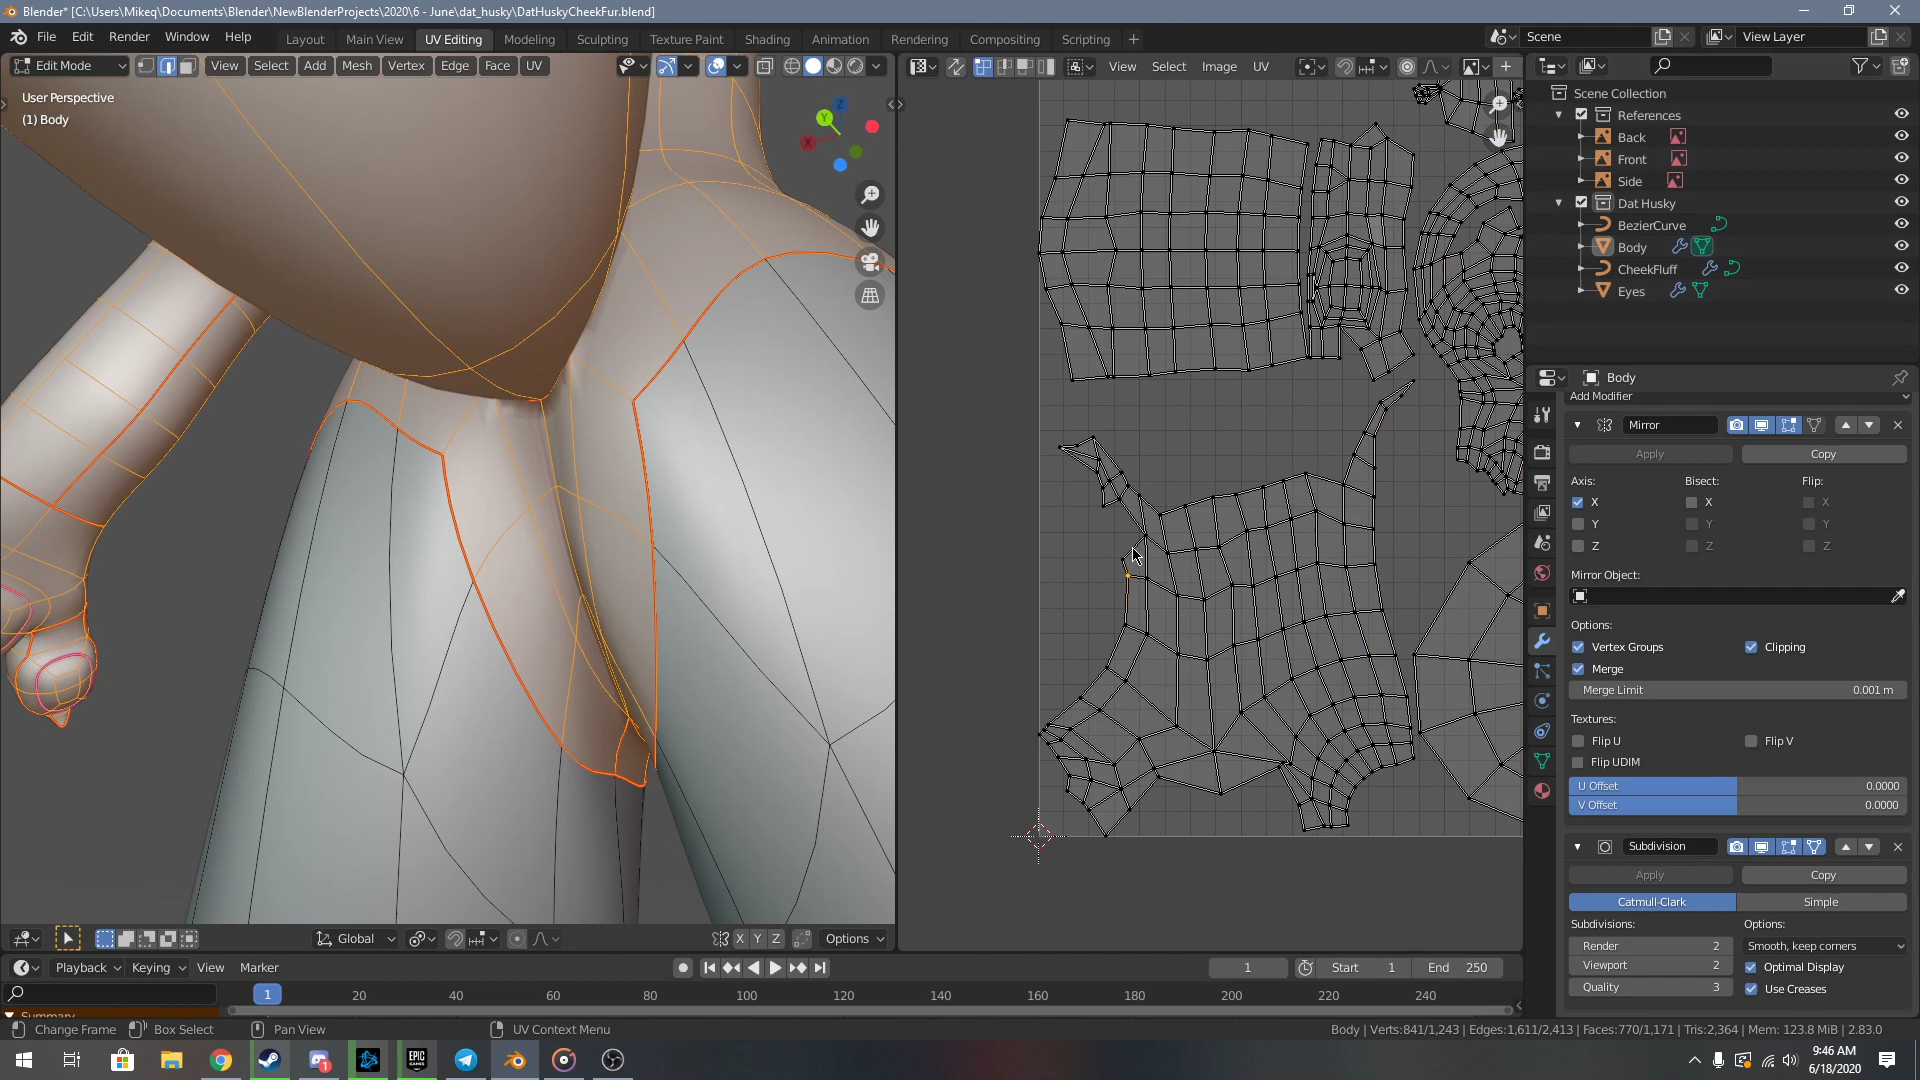 Blender* [C:\Users\Mikeq\Documents\Blender\NewBlenderProjects\2020\6 - June\dat_husky\DatHuskyCheekFur.blend]
File Edit Render Window Help Layout Main View UV Editing Modeling Sculpting Texture Paint Shading Animation Rendering Compositing Scripting + Scene View Layer
Edit Mode View Select Add Mesh Vertex Edge Face UV View Select Image UV
User Perspective
(1) Body
Z
Y
X
Scene Collection
References
Back
Front
Side
Dat Husky
BezierCurve
Body
CheekFluff
Eyes
Body
Add Modifier
Mirror
Apply Copy
Axis: Bisect: Flip:
X X X
Y Y Y
Z Z Z
Mirror Object:
Options:
Vertex Groups Clipping
Merge
Merge Limit 0.001 m
Textures:
Flip U Flip V
Flip UDIM
U Offset 0.0000
V Offset 0.0000
Subdivision
Apply Copy
Catmull-Clark Simple
Subdivisions: Options:
Render 2 Smooth, keep corners
Viewport 2 Optimal Display
Quality 3 Use Creases
Global X Y Z Options
Playback Keying View Marker 1 Start 1 End 250
1 20 40 60 80 100 120 140 160 180 200 220 240
Summary
Change Frame Box Select Pan View UV Context Menu Body | Verts:841/1,243 | Edges:1,611/2,413 | Faces:770/1,171 | Tris:2,364 | Mem: 123.8 MiB | 2.83.0
EPIC GAMES
1
9:46 AM
6/18/2020